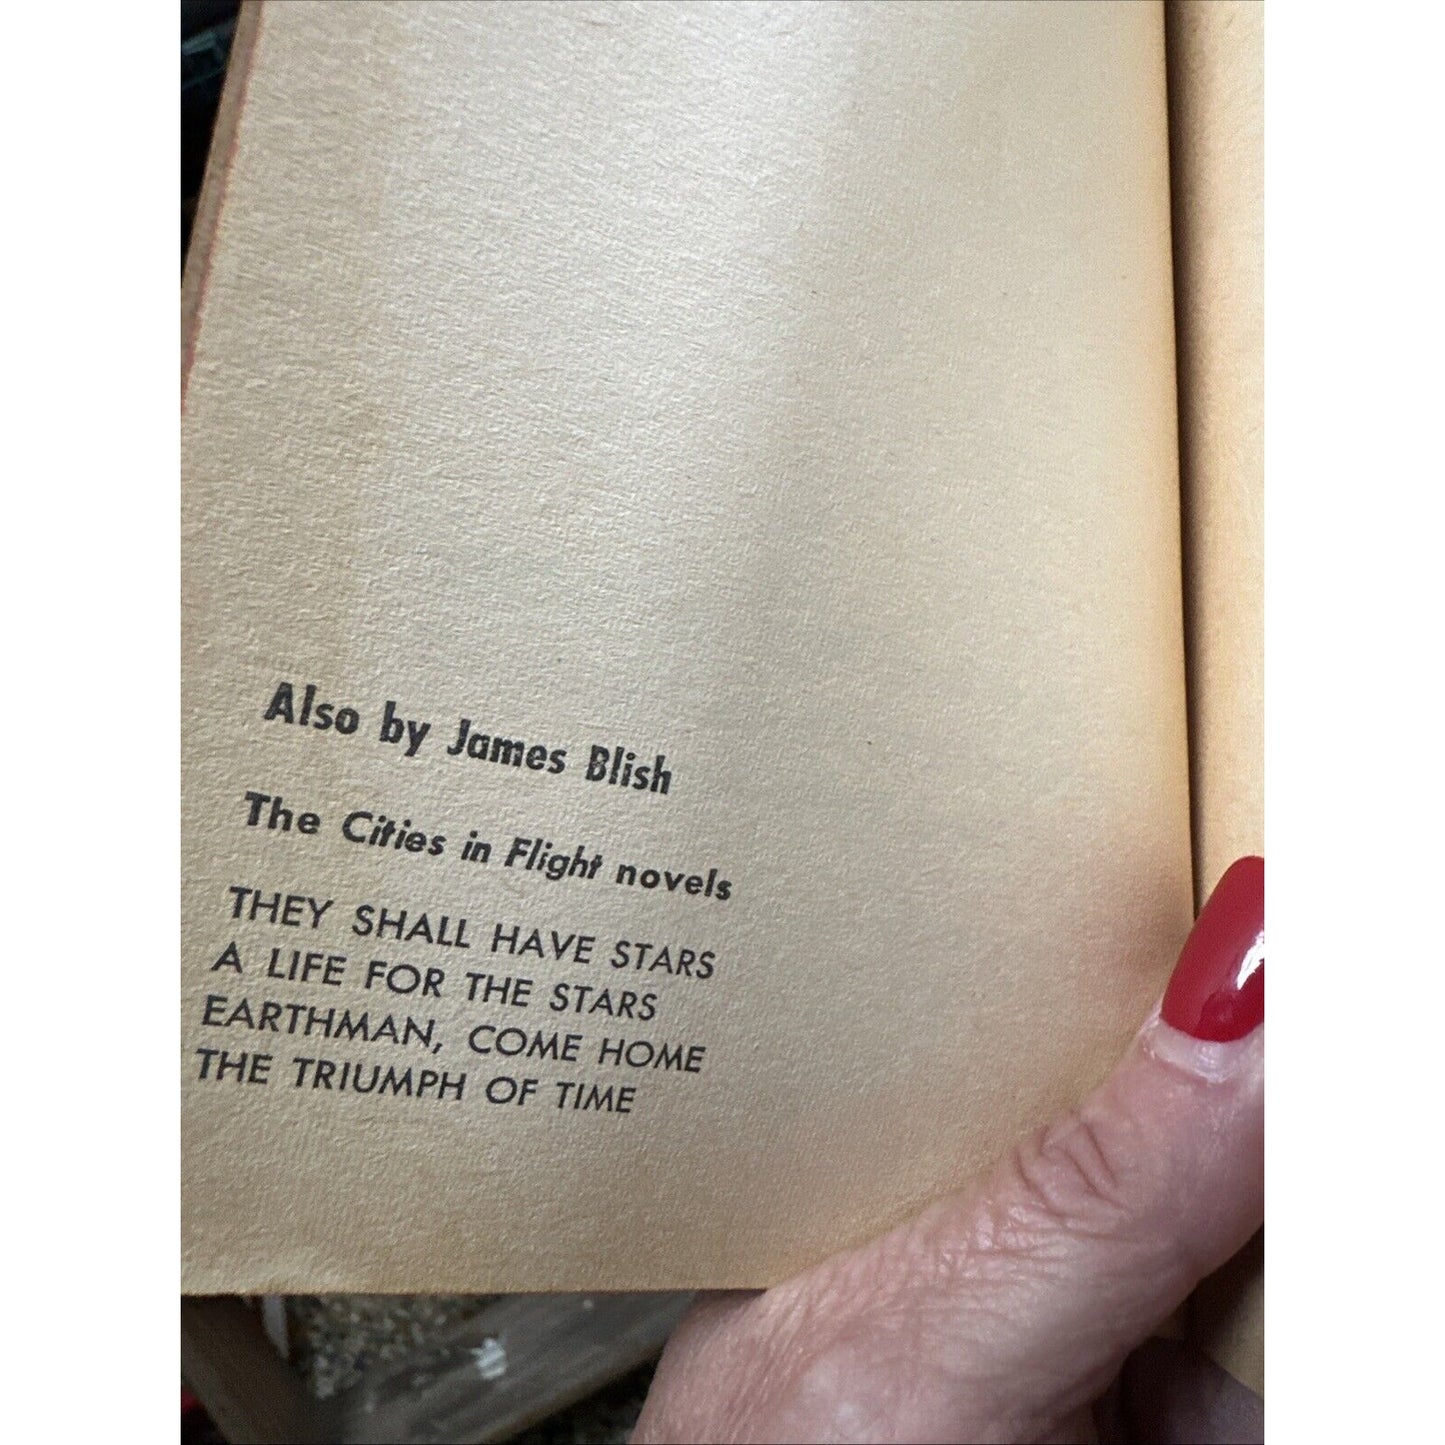 Also by James Blish
The Cities in Flight novels
THEY SHALL HAVE STARS
A LIFE FOR THE STARS
EARTHMAN, COME HOME
THE TRIUMPH OF TIME